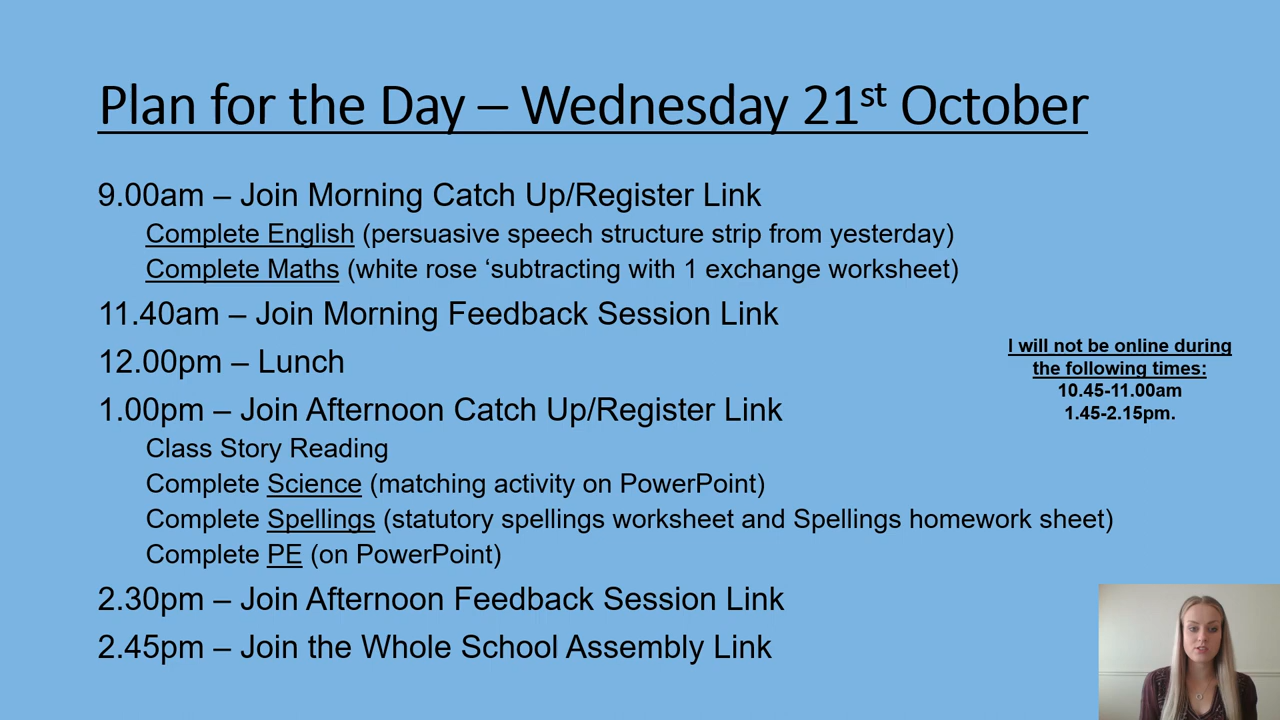 Plan for the Day – Wednesday 21st October
9.00am – Join Morning Catch Up/Register Link
Complete English (persuasive speech structure strip from yesterday)
Complete Maths (white rose ‘subtracting with 1 exchange worksheet)
11.40am – Join Morning Feedback Session Link
12.00pm – Lunch
1.00pm – Join Afternoon Catch Up/Register Link
Class Story Reading
Complete Science (matching activity on PowerPoint)
Complete Spellings (statutory spellings worksheet and Spellings homework sheet)
Complete PE (on PowerPoint)
2.30pm – Join Afternoon Feedback Session Link
2.45pm – Join the Whole School Assembly Link
I will not be online during
the following times:
10.45-11.00am
1.45-2.15pm.